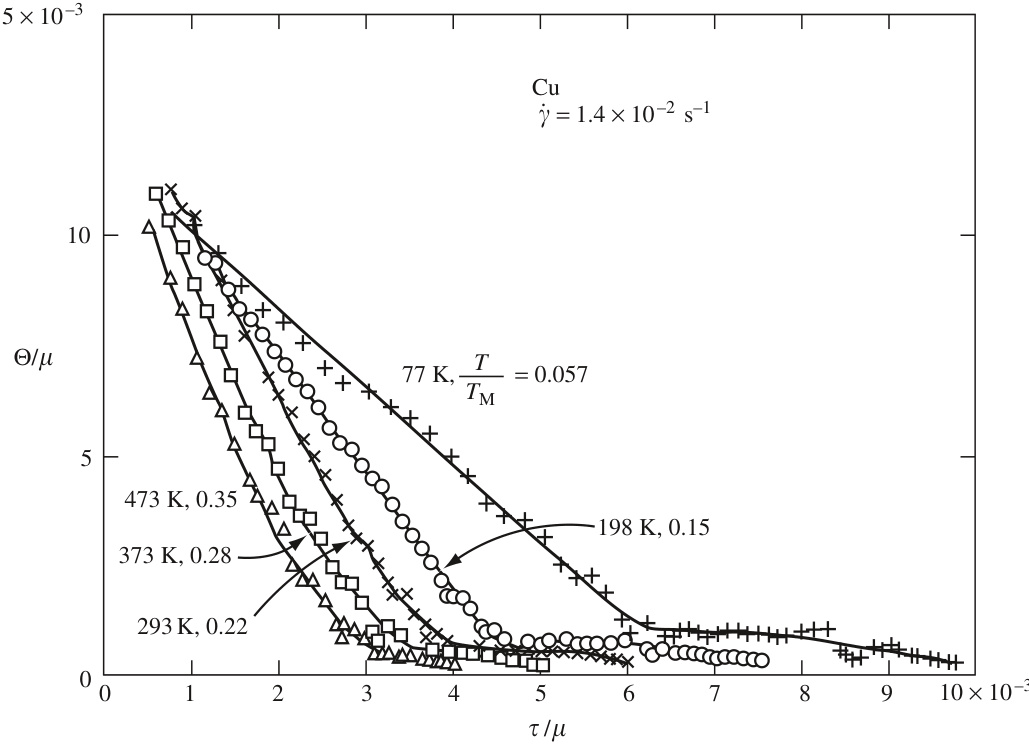 5 × 10⁻³
Cu
γ̇ = 1.4 × 10⁻² s⁻¹
10
Θ/μ
77 K, T/T_M = 0.057
5
473 K, 0.35
198 K, 0.15
373 K, 0.28
293 K, 0.22
0
0 1 2 3 4 5 6 7 8 9 10 × 10⁻³
τ/μ